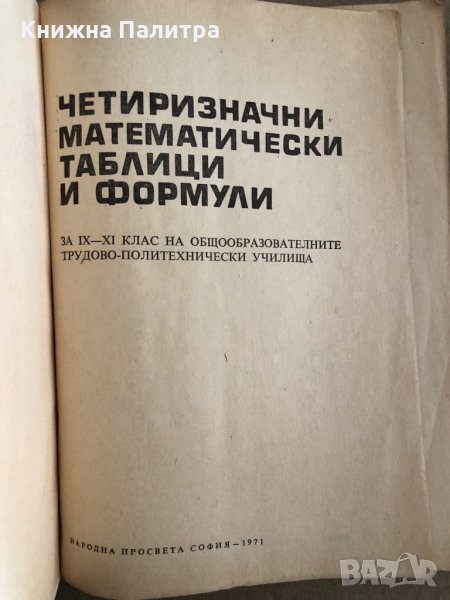 Книжна Палитра
ЧЕТИРИЗНАЧНИ
МАТЕМАТИЧЕСКИ
ТАБЛИЦИ
И ФОРМУЛИ
ЗА IX—XI КЛАС НА ОБЩООБРАЗОВАТЕЛНИТЕ
ТРУДОВО-ПОЛИТЕХНИЧЕСКИ УЧИЛИЩА
НАРОДНА ПРОСВЕТА СОФИЯ — 1971
BAZAR